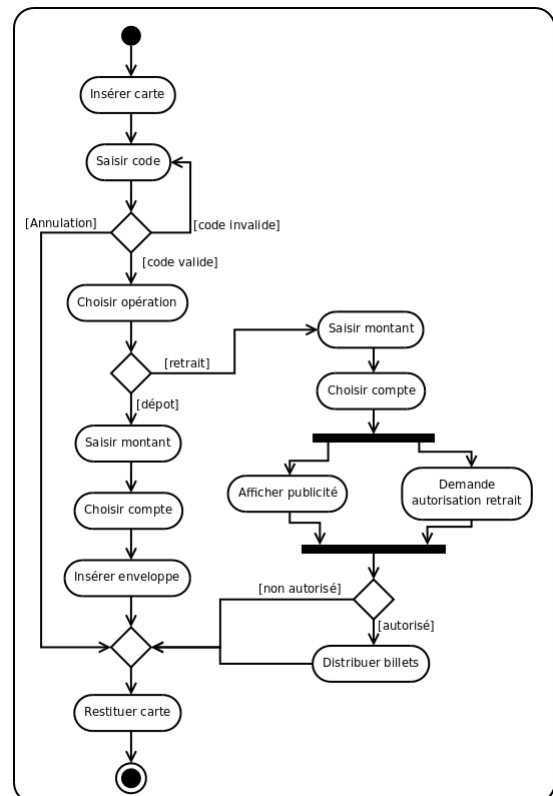 Insérer carte
Saisir code
[Annulation]
[code invalide]
[code valide]
Choisir opération
[retrait]
[dépot]
Saisir montant
Choisir compte
Insérer enveloppe
Saisir montant
Choisir compte
Afficher publicité
Demande
autorisation retrait
[non autorisé]
[autorisé]
Distribuer billets
Restituer carte